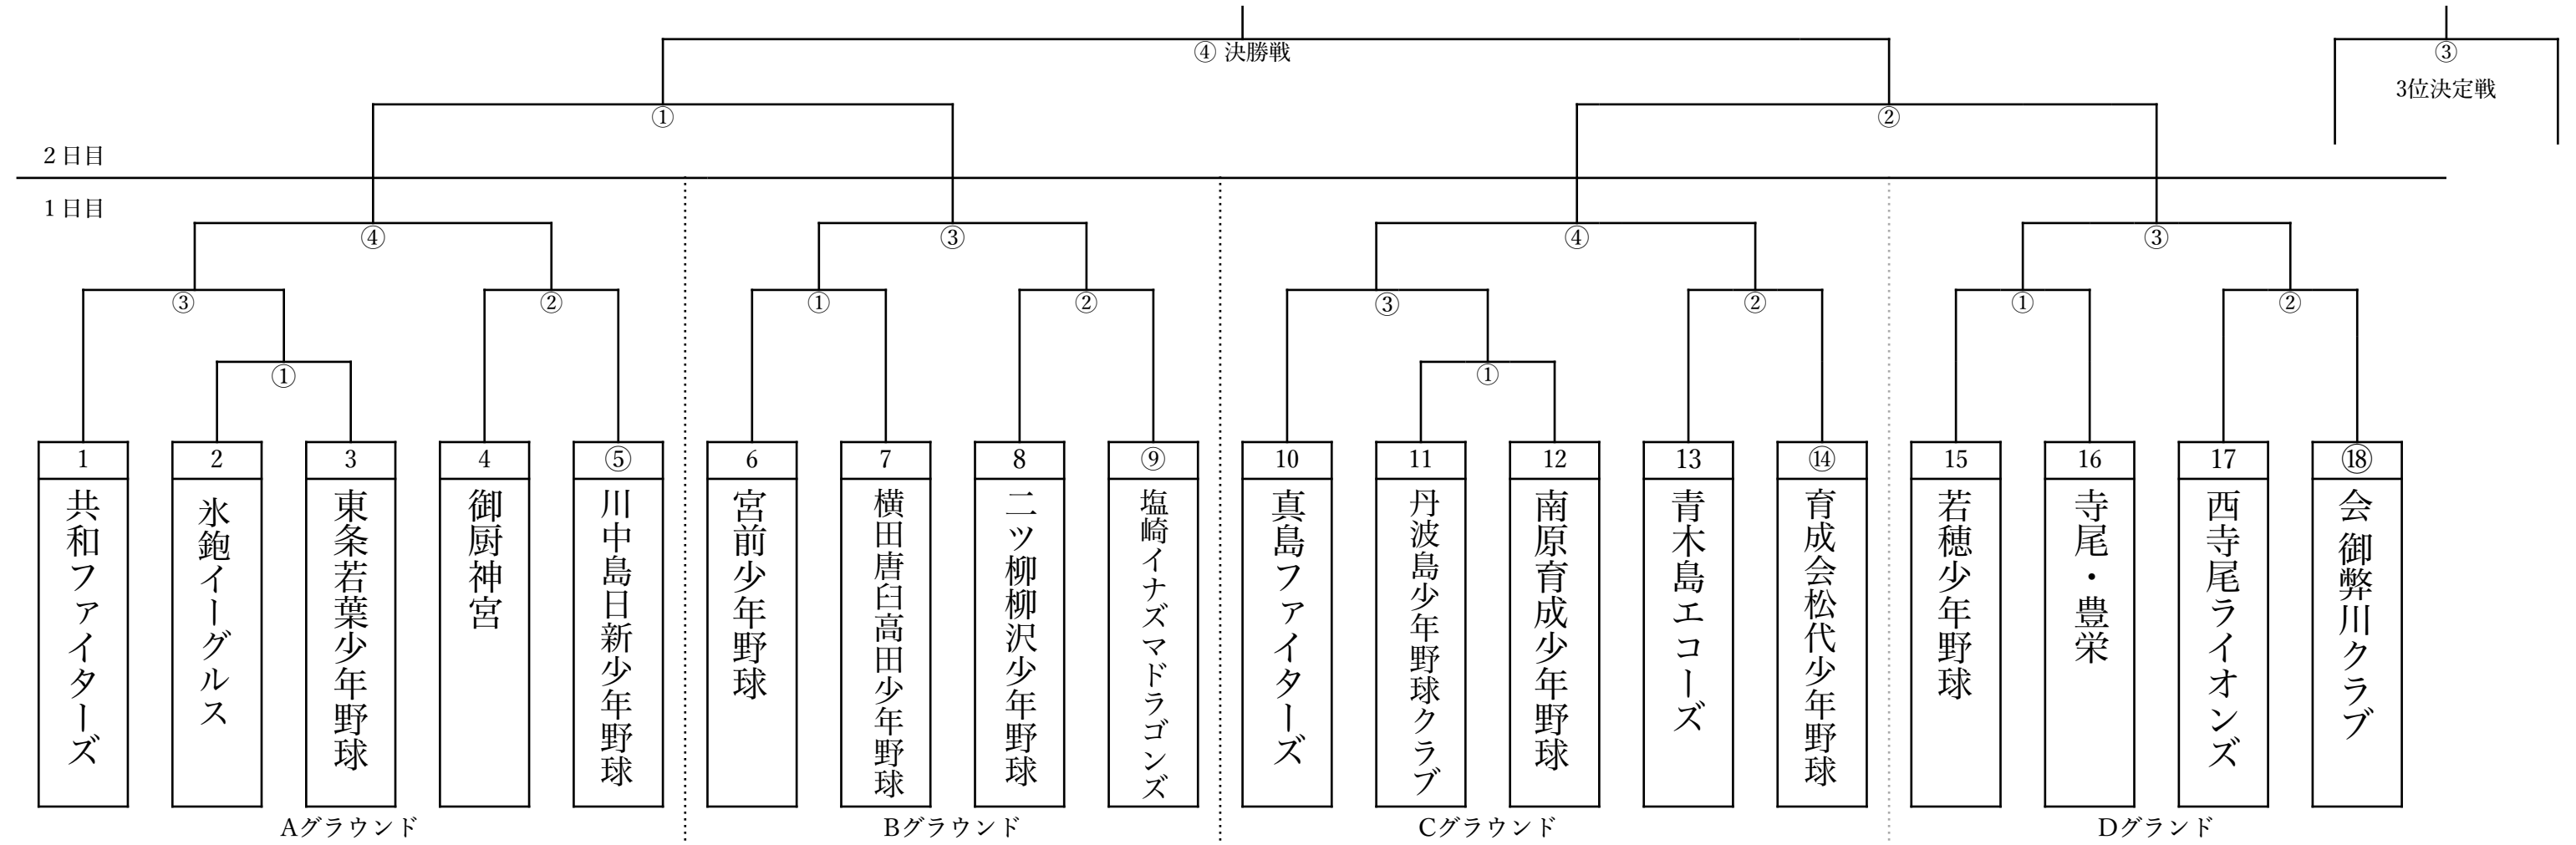 ④ 決勝戦
③
3位決定戦
①
②
２日目
１日目
④
③
④
③
③
②
①
②
③
②
①
②
①
①
1
共和ファイターズ
2
氷鉋イーグルス
3
東条若葉少年野球
4
御厨神宮
⑤
川中島日新少年野球
6
宮前少年野球
7
横田唐臼高田少年野球
8
二ツ柳柳沢少年野球
⑨
塩崎イナズマドラゴンズ
10
真島ファイターズ
11
丹波島少年野球クラブ
12
南原育成少年野球
13
青木島エコーズ
⑭
育成会松代少年野球
15
若穂少年野球
16
寺尾・豊栄
17
西寺尾ライオンズ
⑱
会 御弊川クラブ
Aグラウンド
Bグラウンド
Cグラウンド
Dグランド